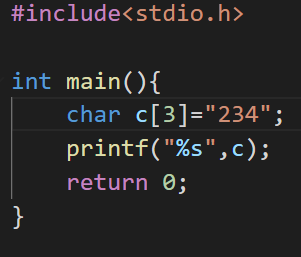 #include<stdio.h>
int main(){
    char c[3]="234";
    printf("%s",c);
    return 0;
}